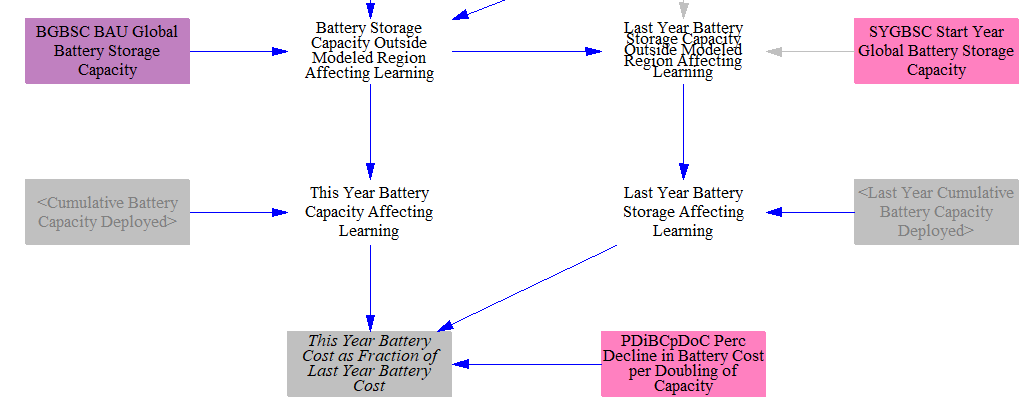 BGBSC BAU Global
Battery Storage
Capacity
Battery Storage
Capacity Outside
Modeled Region
Affecting Learning
Last Year Battery
Storage Capacity
Outside Modeled
Region Affecting
Learning
SYGBSC Start Year
Global Battery Storage
Capacity
<Cumulative Battery
Capacity Deployed>
This Year Battery
Capacity Affecting
Learning
Last Year Battery
Storage Affecting
Learning
<Last Year Cumulative
Battery Capacity
Deployed>
This Year Battery
Cost as Fraction of
Last Year Battery
Cost
PDiBCpDoC Perc
Decline in Battery Cost
per Doubling of
Capacity